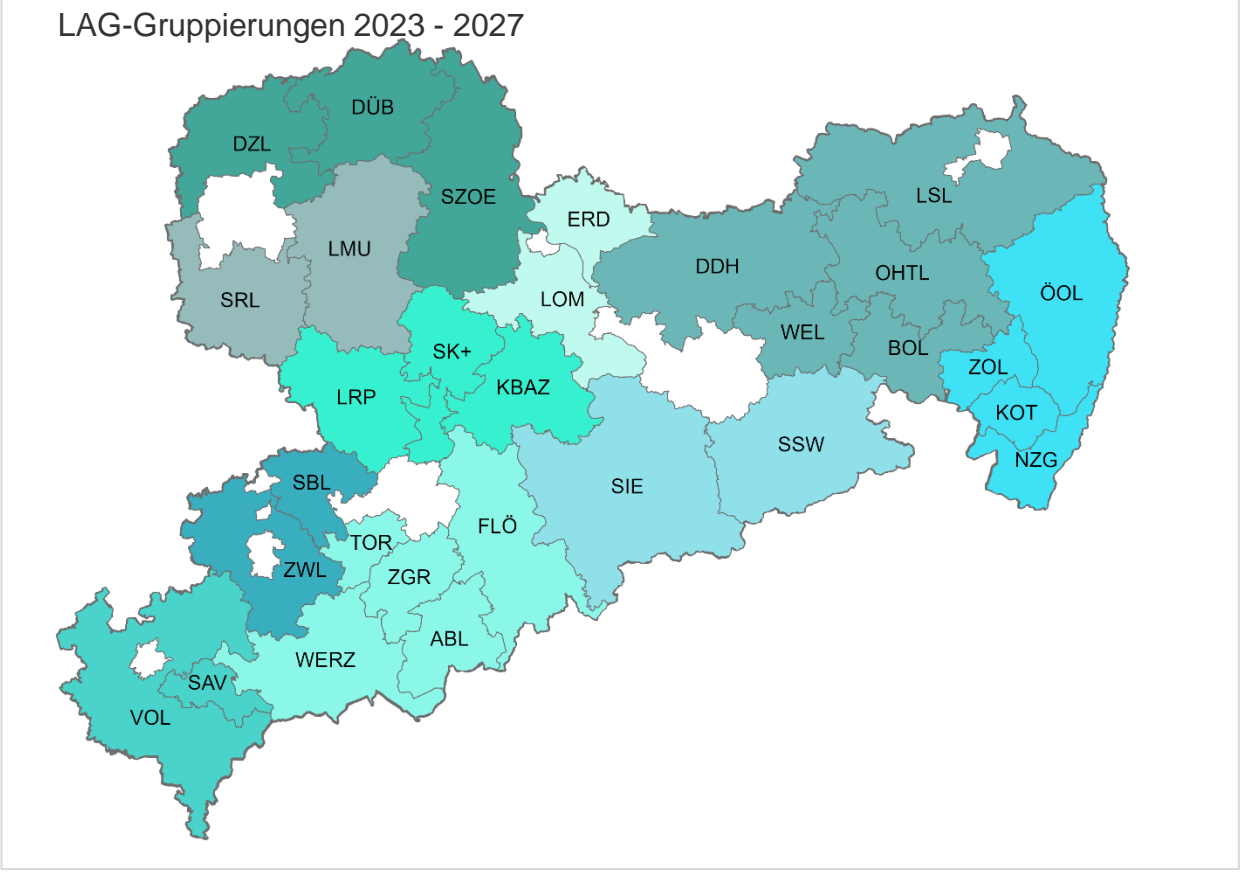 LAG-Gruppierungen 2023 - 2027
DÜB
DZL
SZOE
LSL
ERD
LMU
DDH
OHTL
ÖOL
SRL
LOM
WEL
BOL
SK+
ZOL
KBAZ
LRP
KOT
SSW
NZG
SBL
SIE
FLÖ
TOR
ZWL
ZGR
ABL
WERZ
SAV
VOL